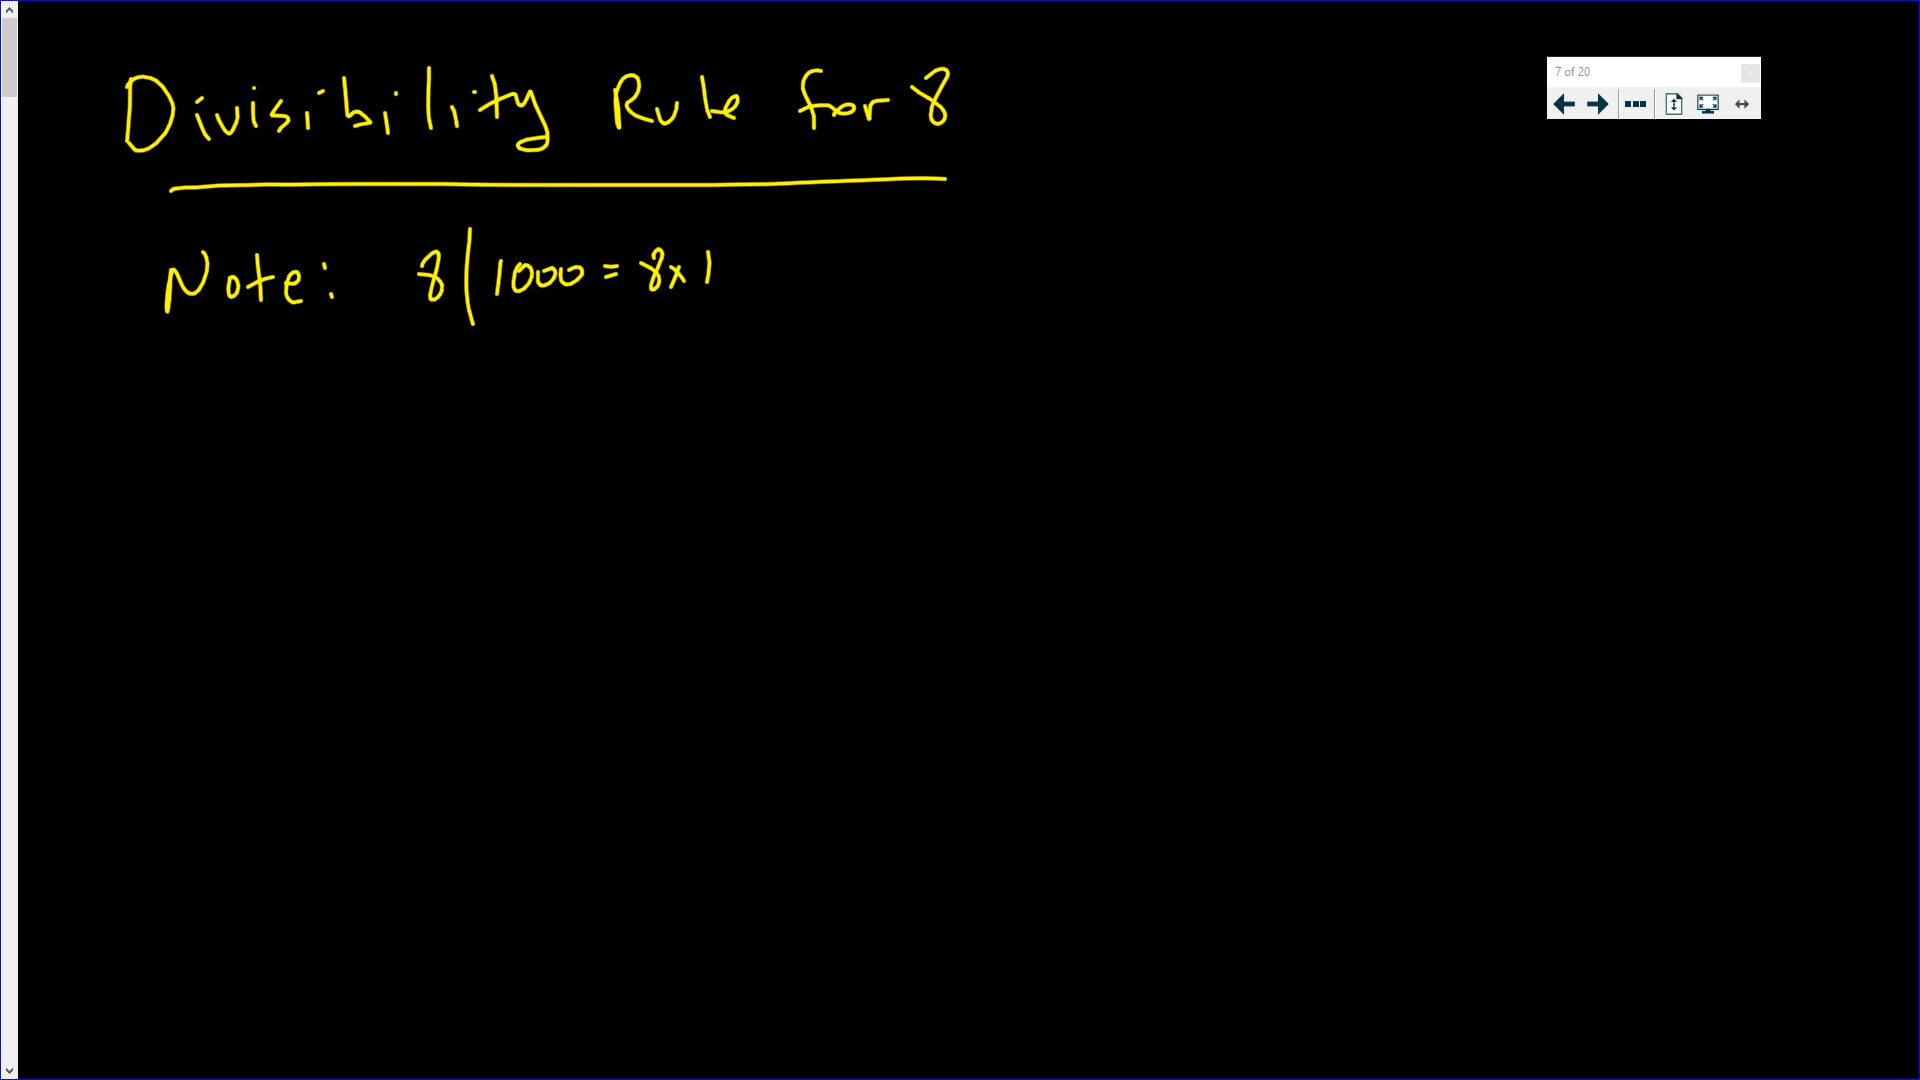 Divisibility Rule for 8
7 of 20
Note: 8 | 1000 = 8x1